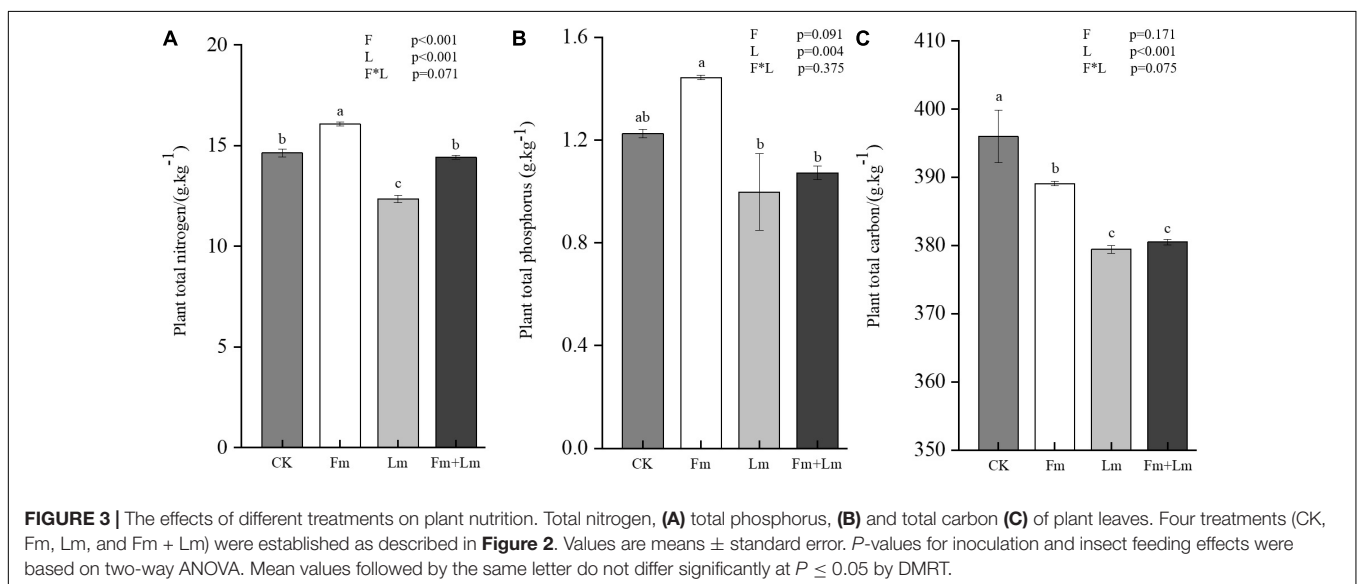 A
F p<0.001
L p<0.001
F*L p=0.071
Plant total nitrogen/(g.kg-1)
20
15
10
5
0
b
a
c
b
CK Fm Lm Fm+Lm
B
F p=0.091
L p=0.004
F*L p=0.375
Plant total phosphorus (g.kg-1)
1.6
1.2
0.8
0.4
0.0
ab
a
b
b
CK Fm Lm Fm+Lm
C
F p=0.171
L p<0.001
F*L p=0.075
Plant total carbon/(g.kg-1)
400
390
380
370
360
350
a
b
c
c
CK Fm Lm Fm+Lm
FIGURE 3 | The effects of different treatments on plant nutrition. Total nitrogen, (A) total phosphorus, (B) and total carbon (C) of plant leaves. Four treatments (CK,
Fm, Lm, and Fm + Lm) were established as described in Figure 2. Values are means ± standard error. P-values for inoculation and insect feeding effects were
based on two-way ANOVA. Mean values followed by the same letter do not differ significantly at P ≤ 0.05 by DMRT.